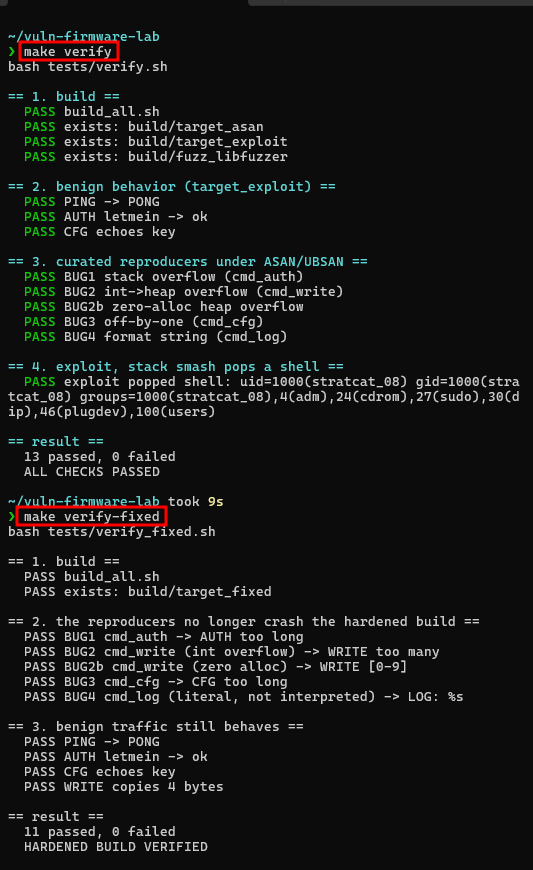 ~/vuln-firmware-lab
❯ make verify
bash tests/verify.sh
== 1. build ==
PASS build_all.sh
PASS exists: build/target_asan
PASS exists: build/target_exploit
PASS exists: build/fuzz_libfuzzer
== 2. benign behavior (target_exploit) ==
PASS PING -> PONG
PASS AUTH letmein -> ok
PASS CFG echoes key
== 3. curated reproducers under ASAN/UBSAN ==
PASS BUG1 stack overflow (cmd_auth)
PASS BUG2 int->heap overflow (cmd_write)
PASS BUG2b zero-alloc heap overflow
PASS BUG3 off-by-one (cmd_cfg)
PASS BUG4 format string (cmd_log)
== 4. exploit, stack smash pops a shell ==
PASS exploit popped shell: uid=1000(stratcat_08) gid=1000(stra
tcat_08) groups=1000(stratcat_08),4(adm),24(cdrom),27(sudo),30(d
ip),46(plugdev),100(users)
== result ==
13 passed, 0 failed
ALL CHECKS PASSED
~/vuln-firmware-lab took 9s
❯ make verify-fixed
bash tests/verify_fixed.sh
== 1. build ==
PASS build_all.sh
PASS exists: build/target_fixed
== 2. the reproducers no longer crash the hardened build ==
PASS BUG1 cmd_auth -> AUTH too long
PASS BUG2 cmd_write (int overflow) -> WRITE too many
PASS BUG2b cmd_write (zero alloc) -> WRITE [0-9]
PASS BUG3 cmd_cfg -> CFG too long
PASS BUG4 cmd_log (literal, not interpreted) -> LOG: %s
== 3. benign traffic still behaves ==
PASS PING -> PONG
PASS AUTH letmein -> ok
PASS CFG echoes key
PASS WRITE copies 4 bytes
== result ==
11 passed, 0 failed
HARDENED BUILD VERIFIED